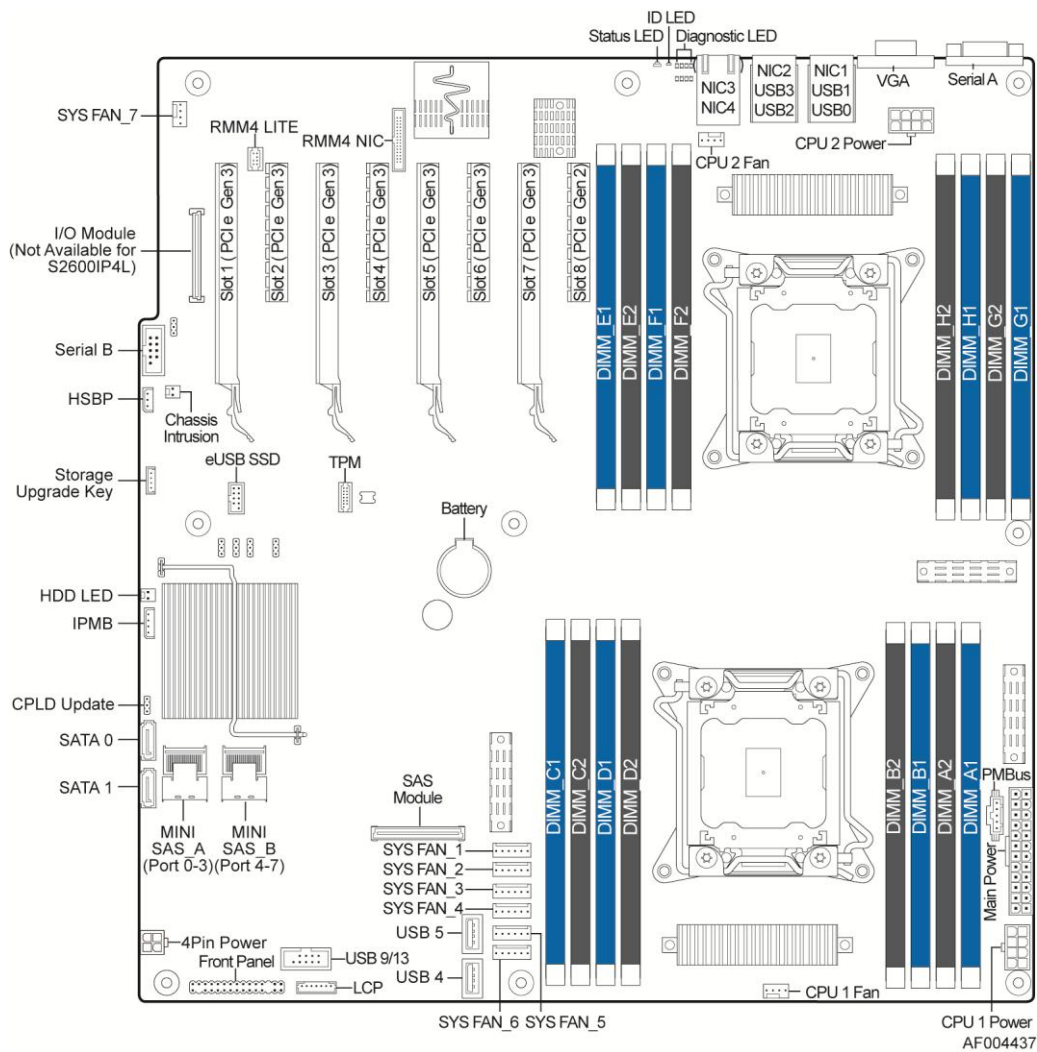 ID LED
Status LED
Diagnostic LED
NIC3
NIC4
NIC2
USB3
USB2
NIC1
USB1
USB0
VGA
Serial A
SYS FAN_7
RMM4 LITE
RMM4 NIC
CPU 2 Fan
CPU 2 Power
I/O Module
(Not Available for
S2600IP4L)
Slot 1 ( PCI e Gen 3)
Slot2 ( PCI e Gen 3)
Slot 3 ( PCI e Gen 3)
Slot4 ( PCI e Gen 3)
Slot 5 ( PCI e Gen 3)
Slot 6 ( PCI e Gen 3)
Slot 7 ( PCI e Gen 3)
Slot8 ( PCI e Gen 2)
DIMM_E1
DIMM_E2
DIMM_F1
DIMM_F2
DIMM_H2
DIMM_H1
DIMM_G2
DIMM_G1
Serial B
HSBP
Chassis
Intrusion
Storage
Upgrade Key
eUSB SSD
TPM
Battery
HDD LED
IPMB
CPLD Update
SATA 0
SATA 1
MINI
SAS_A
(Port 0-3)
MINI
SAS_B
(Port 4-7)
SAS
Module
DIMM_C1
DIMM_C2
DIMM_D1
DIMM_D2
DIMM_B2
DIMM_B1
DIMM_A2
DIMM_A1
PMBus
Main Power
SYS FAN_1
SYS FAN_2
SYS FAN_3
SYS FAN_4
USB 5
USB 4
4Pin Power
Front Panel
USB 9/13
LCP
SYS FAN_6
SYS FAN_5
CPU 1 Fan
CPU 1 Power
AF004437